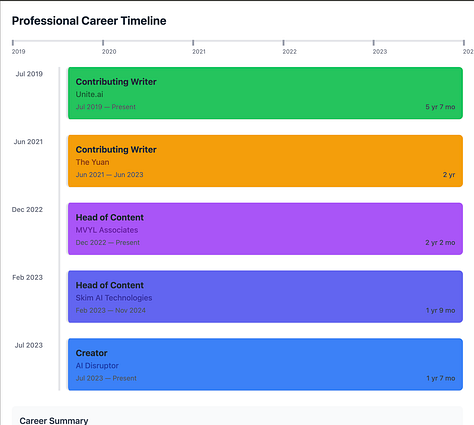 Professional Career Timeline
2019 2020 2021 2022 2023 202
Jul 2019
Contributing Writer
Unite.ai
Jul 2019 — Present 5 yr 7 mo
Jun 2021
Contributing Writer
The Yuan
Jun 2021 — Jun 2023 2 yr
Dec 2022
Head of Content
MVYL Associates
Dec 2022 — Present 2 yr 2 mo
Feb 2023
Head of Content
Skim AI Technologies
Feb 2023 — Nov 2024 1 yr 9 mo
Jul 2023
Creator
AI Disruptor
Jul 2023 — Present 1 yr 7 mo
Career Summary